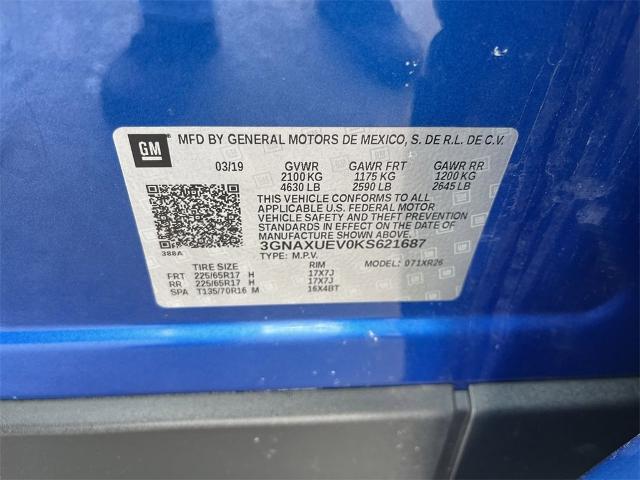 GM
MFD BY GENERAL MOTORS DE MEXICO, S. DE R.L. DE C.V.
03/19 GVWR GAWR FRT GAWR RR
2100 KG 1175 KG 1200 KG
4630 LB 2590 LB 2645 LB
THIS VEHICLE CONFORMS TO ALL
APPLICABLE U.S. FEDERAL MOTOR
VEHICLE SAFETY AND THEFT PREVENTION
STANDARDS IN EFFECT ON THE DATE OF
MANUFACTURE SHOWN ABOVE.
3GNAXUEV0KS621687
388A
TYPE: M.P.V. MODEL: 071XR26
TIRE SIZE RIM
FRT 225/65R17 H 17X7J
RR 225/65R17 H 17X7J
SPA T135/70R16 M 16X4BT